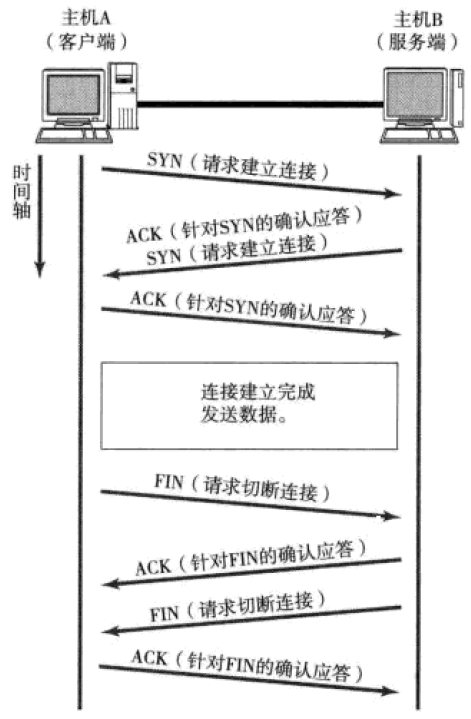 主机A
（客户端）
主机B
（服务端）
时间轴
SYN（请求建立连接）
ACK（针对SYN的确认应答）
SYN（请求建立连接）
ACK（针对SYN的确认应答）
连接建立完成
发送数据。
FIN（请求切断连接）
ACK（针对FIN的确认应答）
FIN（请求切断连接）
ACK（针对FIN的确认应答）